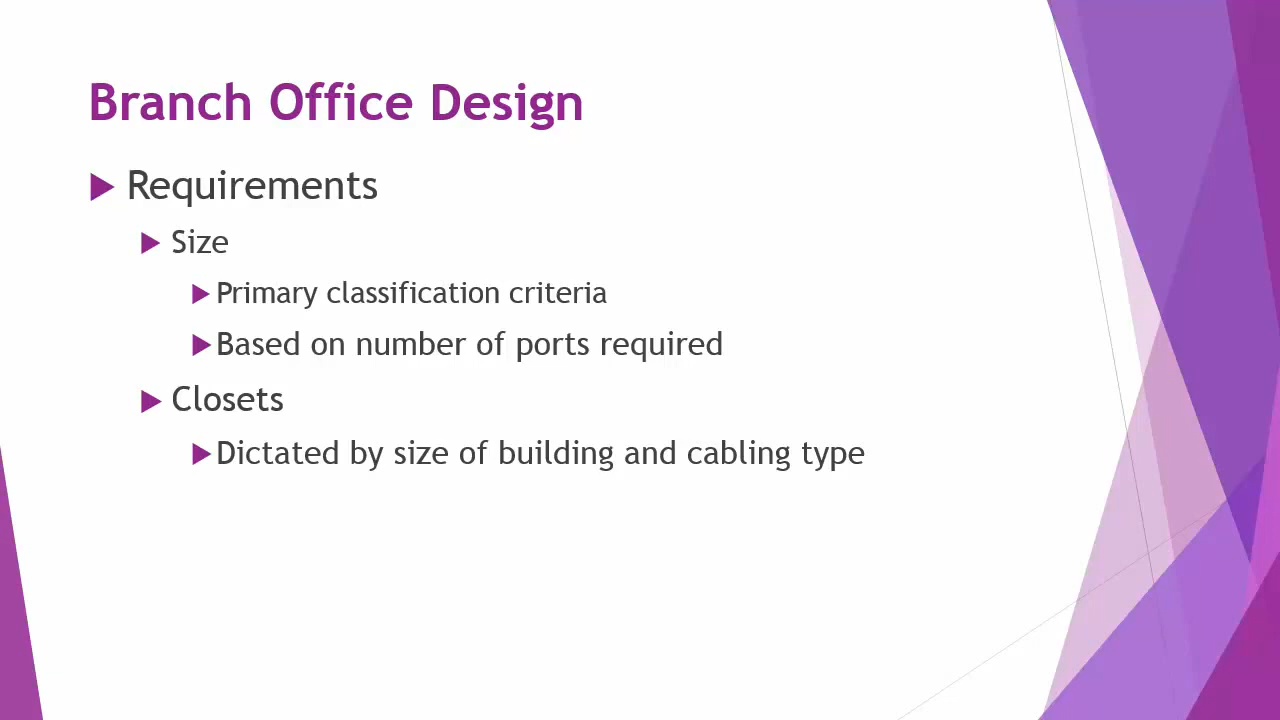 Branch Office Design
Requirements
Size
Primary classification criteria
Based on number of ports required
Closets
Dictated by size of building and cabling type